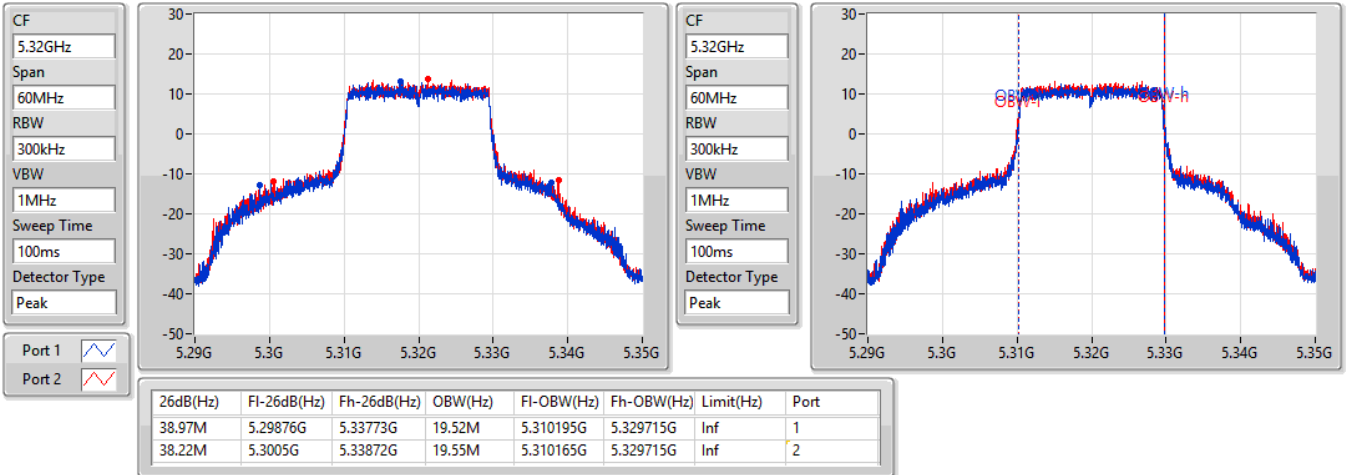 CF
5.32GHz
Span
60MHz
RBW
300kHz
VBW
1MHz
Sweep Time
100ms
Detector Type
Peak
30
20
10
0
-10
-20
-30
-40
-50
5.29G 5.3G 5.31G 5.32G 5.33G 5.34G 5.35G
CF
5.32GHz
Span
60MHz
RBW
300kHz
VBW
1MHz
Sweep Time
100ms
Detector Type
Peak
30
20
10
0
-10
-20
-30
-40
-50
OBW-l
OBW-h
5.29G 5.3G 5.31G 5.32G 5.33G 5.34G 5.35G
Port 1
Port 2
26dB(Hz) Fl-26dB(Hz) Fh-26dB(Hz) OBW(Hz) Fl-OBW(Hz) Fh-OBW(Hz) Limit(Hz) Port
38.97M 5.29876G 5.33773G 19.52M 5.310195G 5.329715G Inf 1
38.22M 5.3005G 5.33872G 19.55M 5.310165G 5.329715G Inf 2